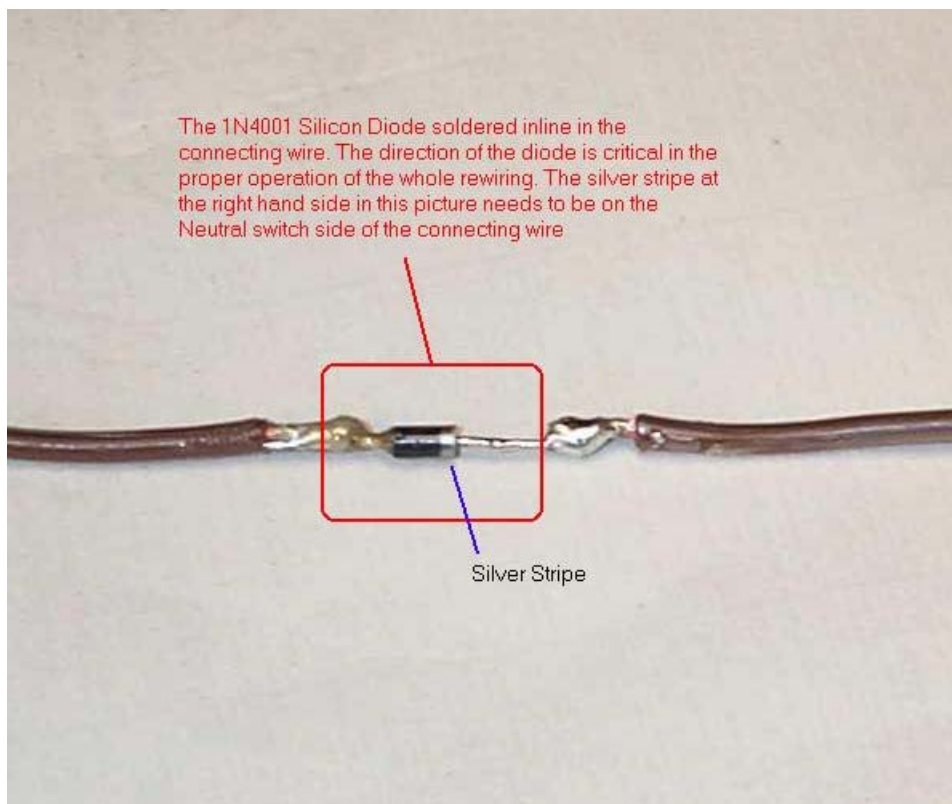 The 1N4001 Silicon Diode soldered inline in the
connecting wire. The direction of the diode is critical in the
proper operation of the whole rewiring. The silver stripe at
the right hand side in this picture needs to be on the
Neutral switch side of the connecting wire
Silver Stripe